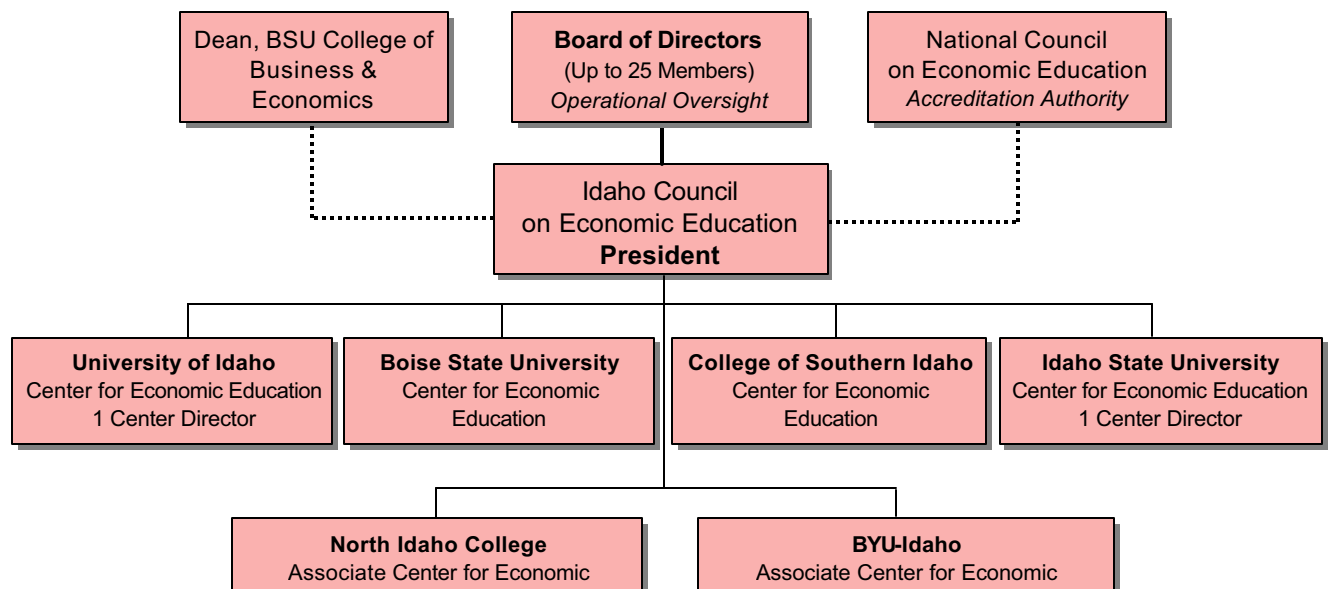 Dean, BSU College of
Business &
Economics
Board of Directors
(Up to 25 Members)
Operational Oversight
National Council
on Economic Education
Accreditation Authority
Idaho Council
on Economic Education
President
University of Idaho
Center for Economic Education
1 Center Director
Boise State University
Center for Economic
Education
College of Southern Idaho
Center for Economic
Education
Idaho State University
Center for Economic Education
1 Center Director
North Idaho College
Associate Center for Economic
BYU-Idaho
Associate Center for Economic